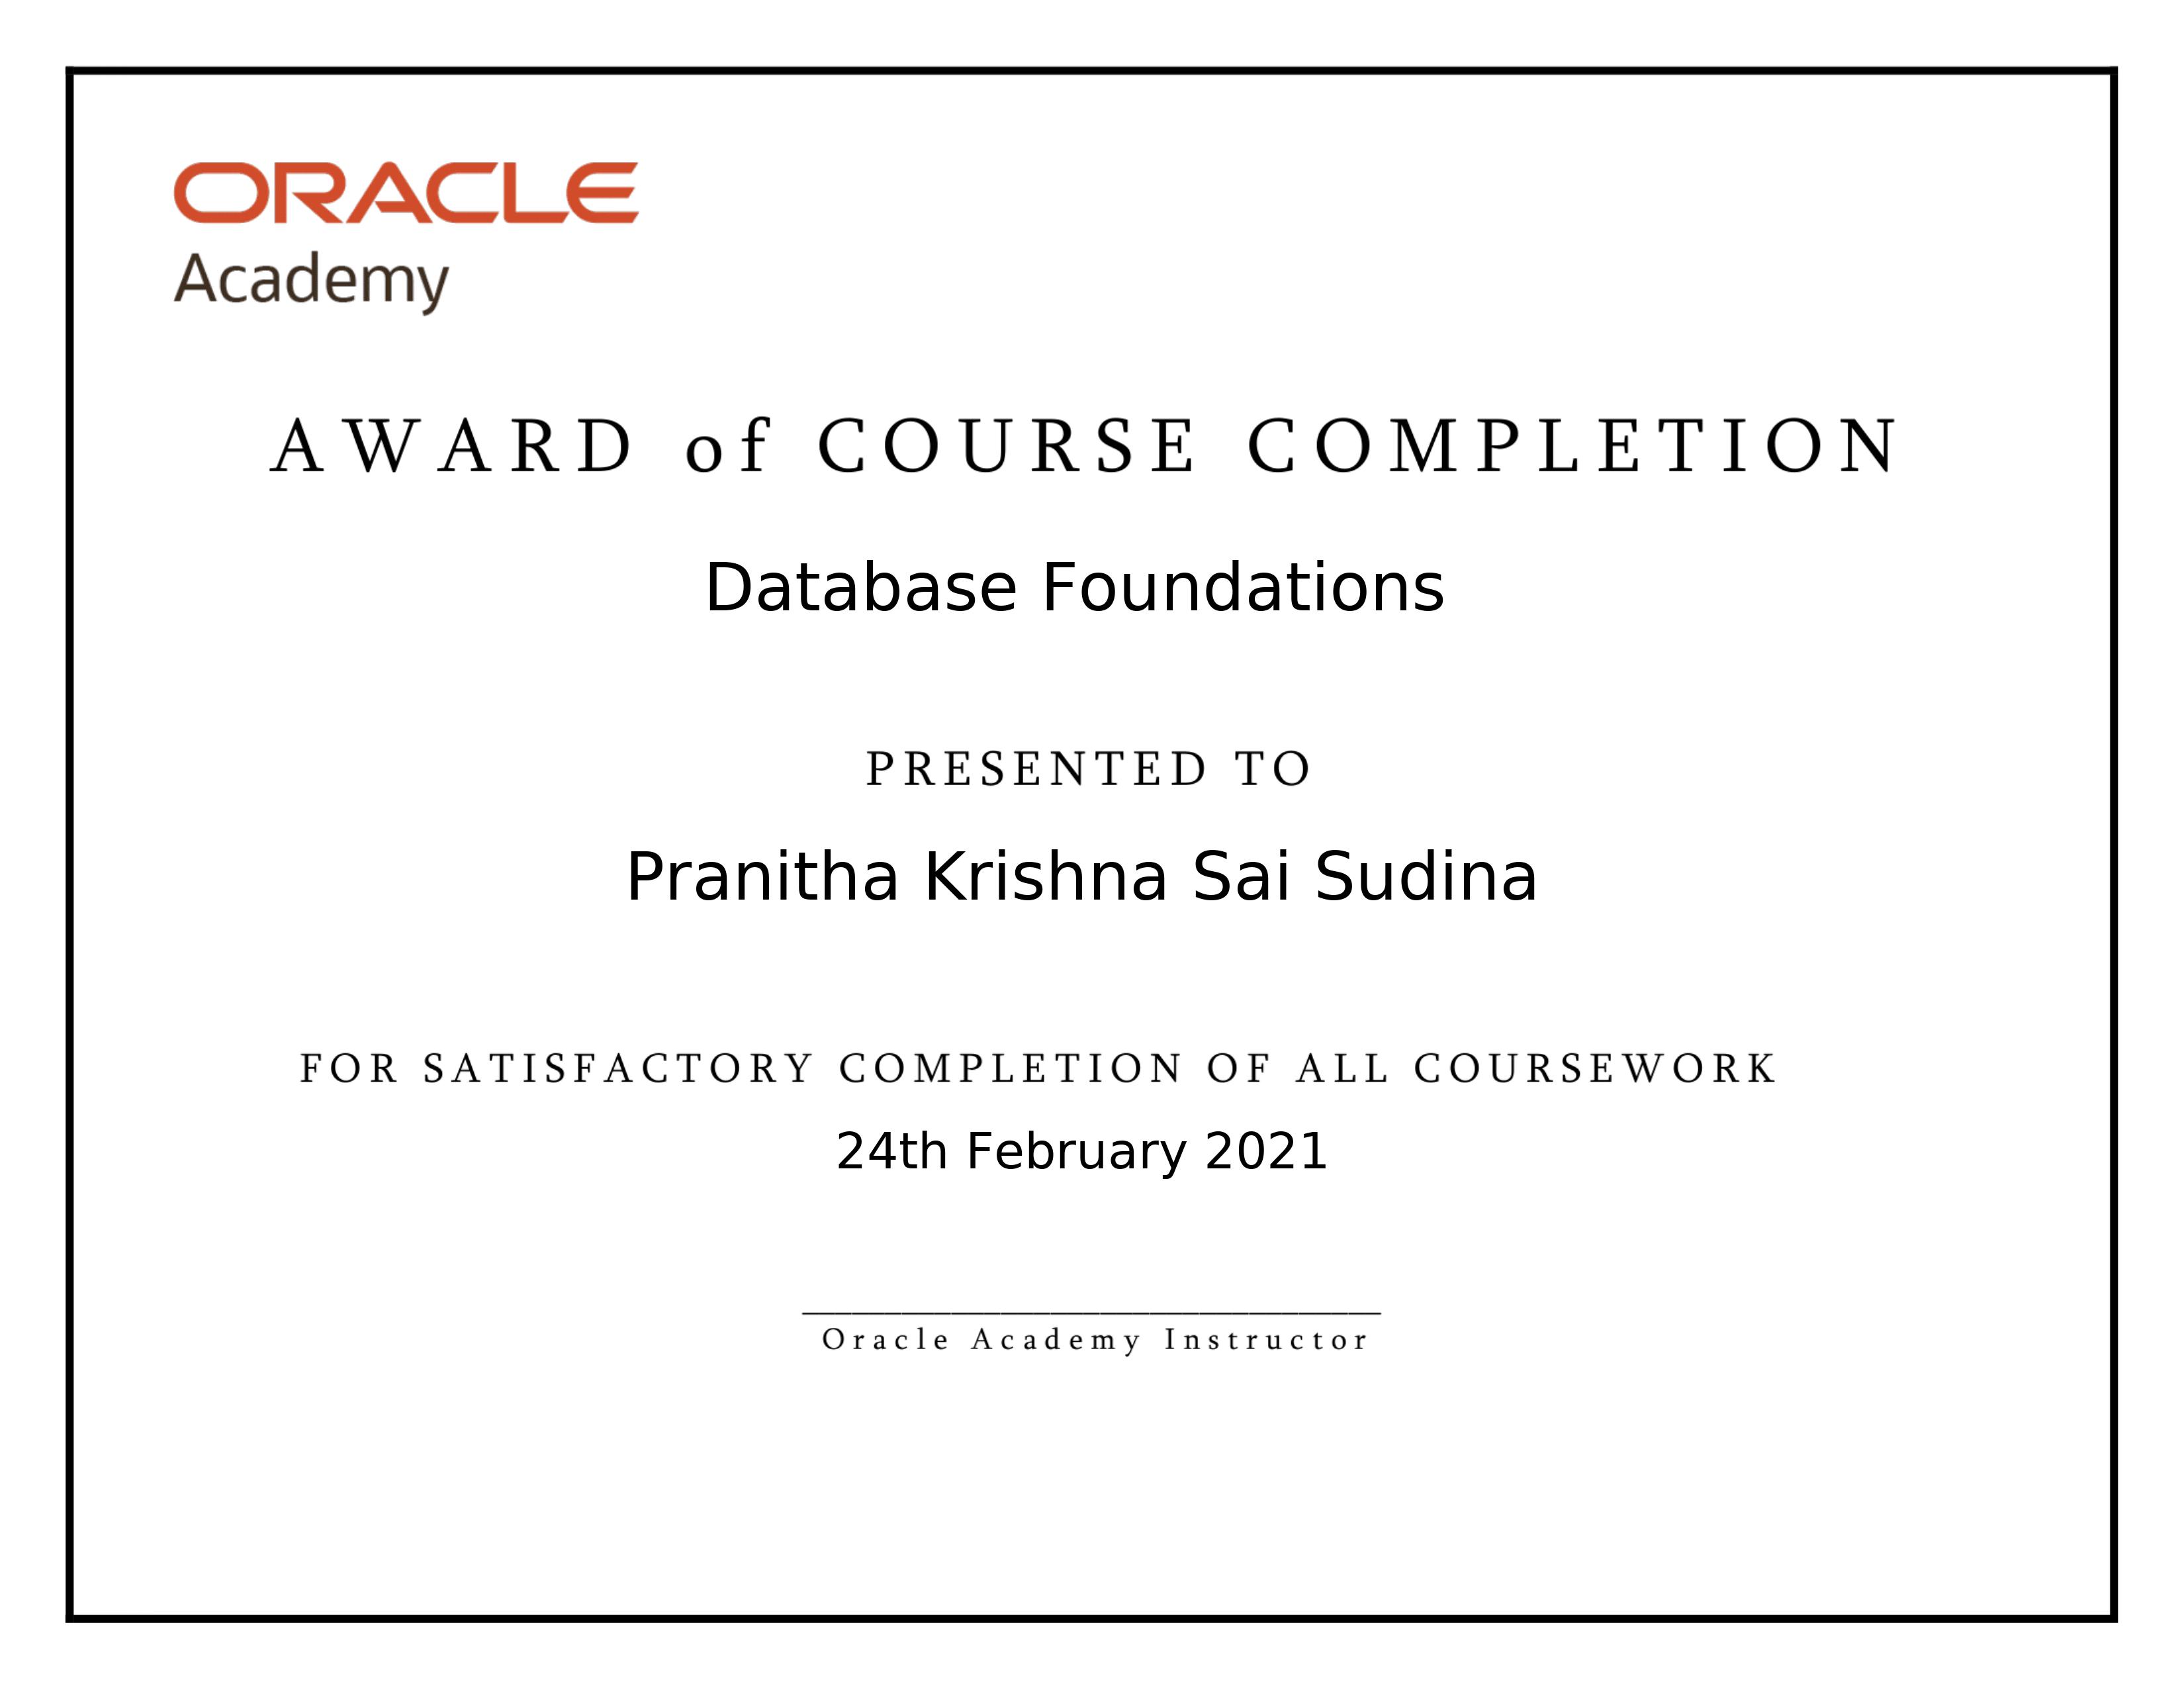 ORACLE
Academy
AWARD of COURSE COMPLETION
Database Foundations
PRESENTED TO
Pranitha Krishna Sai Sudina
FOR SATISFACTORY COMPLETION OF ALL COURSEWORK
24th February 2021
Oracle Academy Instructor